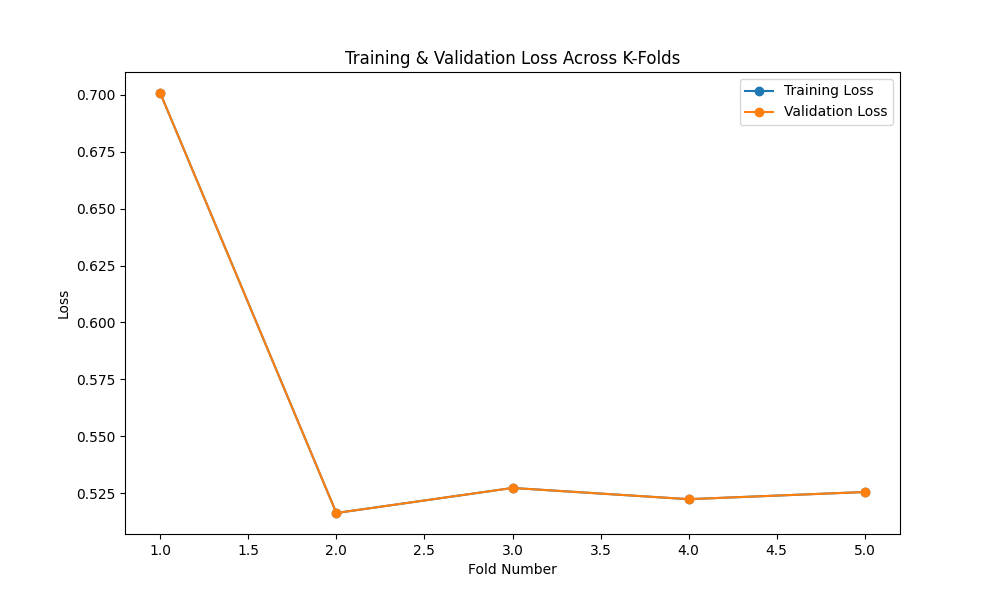 Training & Validation Loss Across K-Folds
Training Loss
Validation Loss
0.700
0.675
0.650
0.625
0.600
0.575
0.550
0.525
Loss
1.0 1.5 2.0 2.5 3.0 3.5 4.0 4.5 5.0
Fold Number